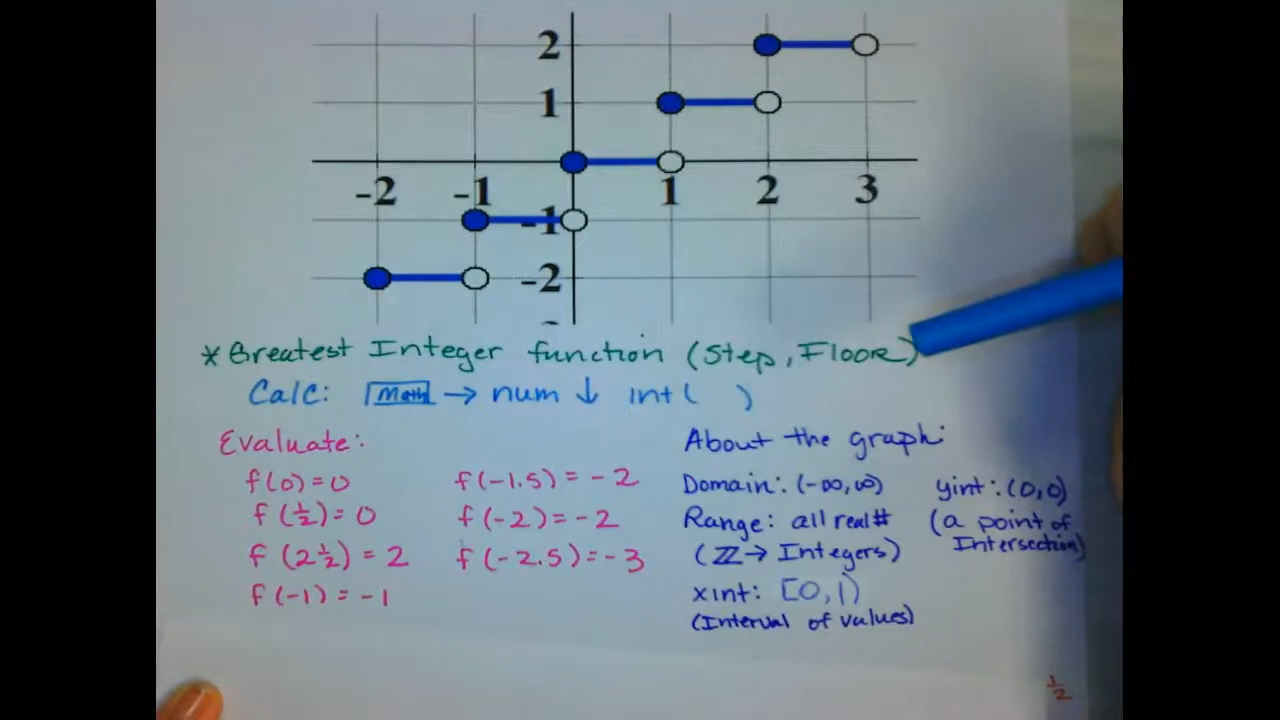 2
1
-2 -1 1 2 3
-1
-2
*Greatest Integer function (Step, Floor)
Calc: Math → num ↓ int( )
Evaluate:
f(0)=0
f(½)=0
f(2½)=2
f(-1)=-1
f(-1.5)=-2
f(-2)=-2
f(-2.5)=-3
About the graph:
Domain: (-∞,∞)
Range: all real #
(ℤ→ Integers)
xint: [0,1)
(Interval of values)
yint: (0,0)
(a point of
Intersection)
½